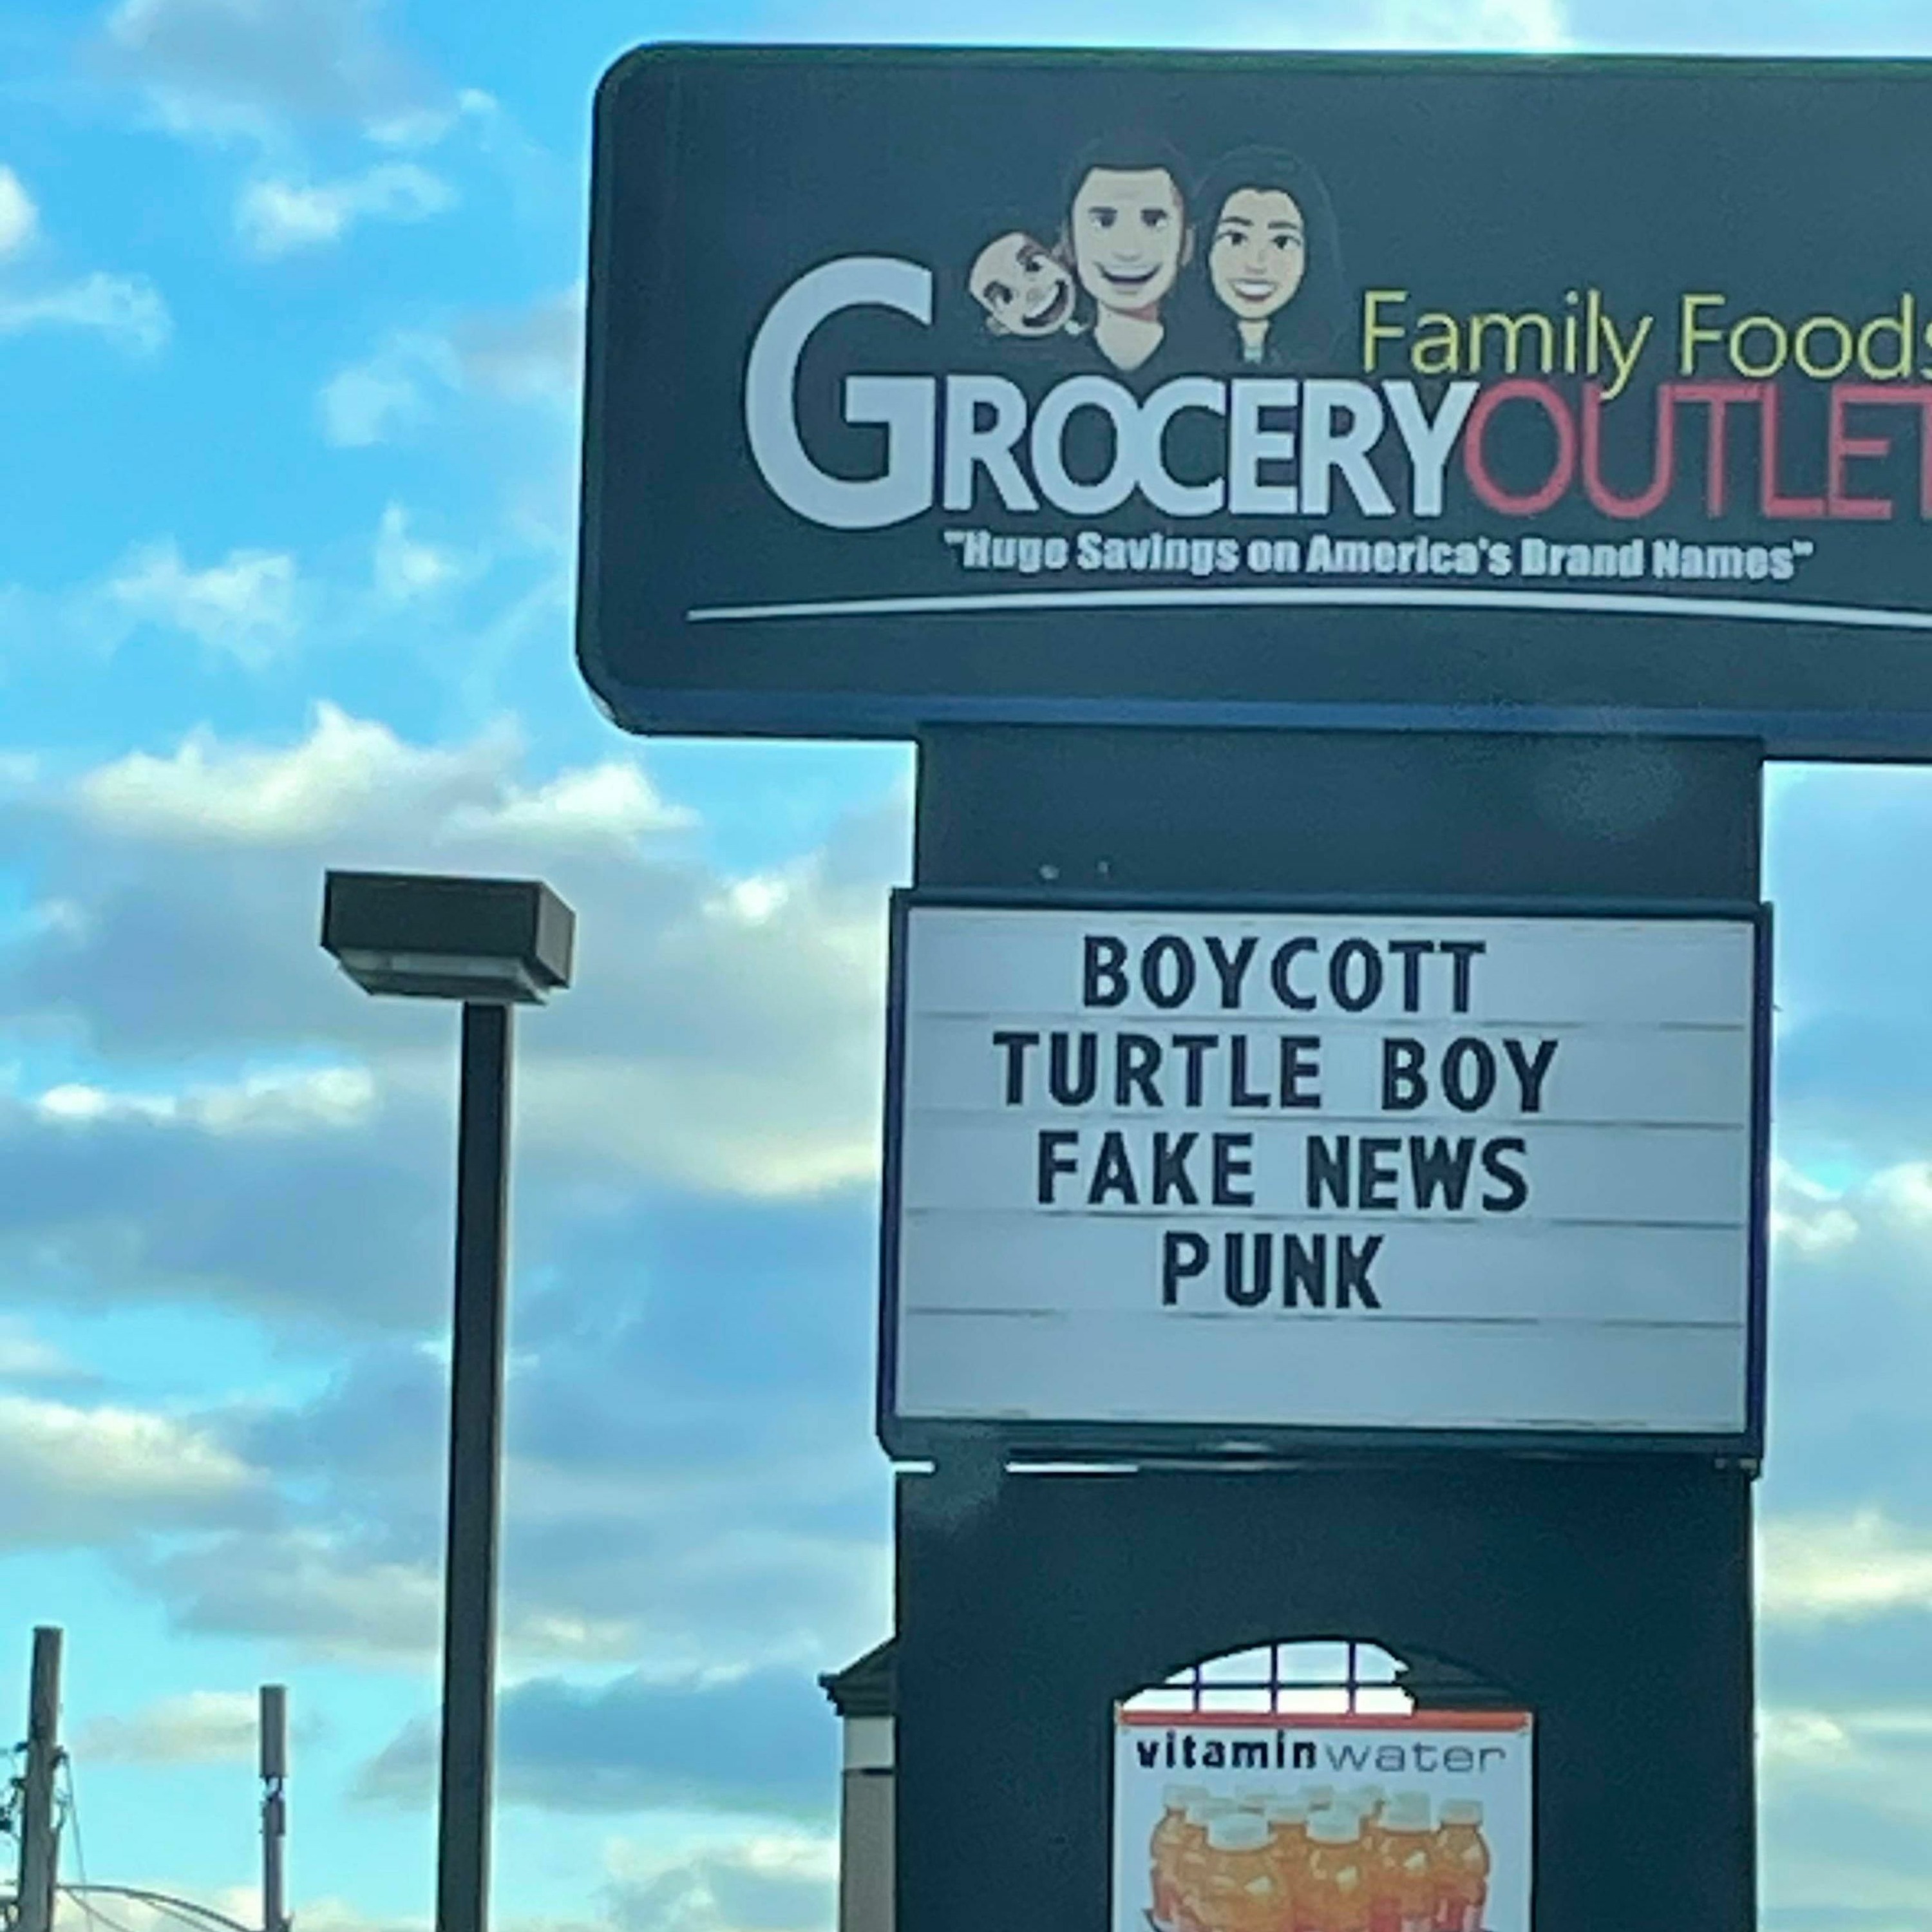 Family Foods
GROCERYOUTLET
"Huge Savings on America's Brand Names"
BOYCOTT
TURTLE BOY
FAKE NEWS
PUNK
vitaminwater